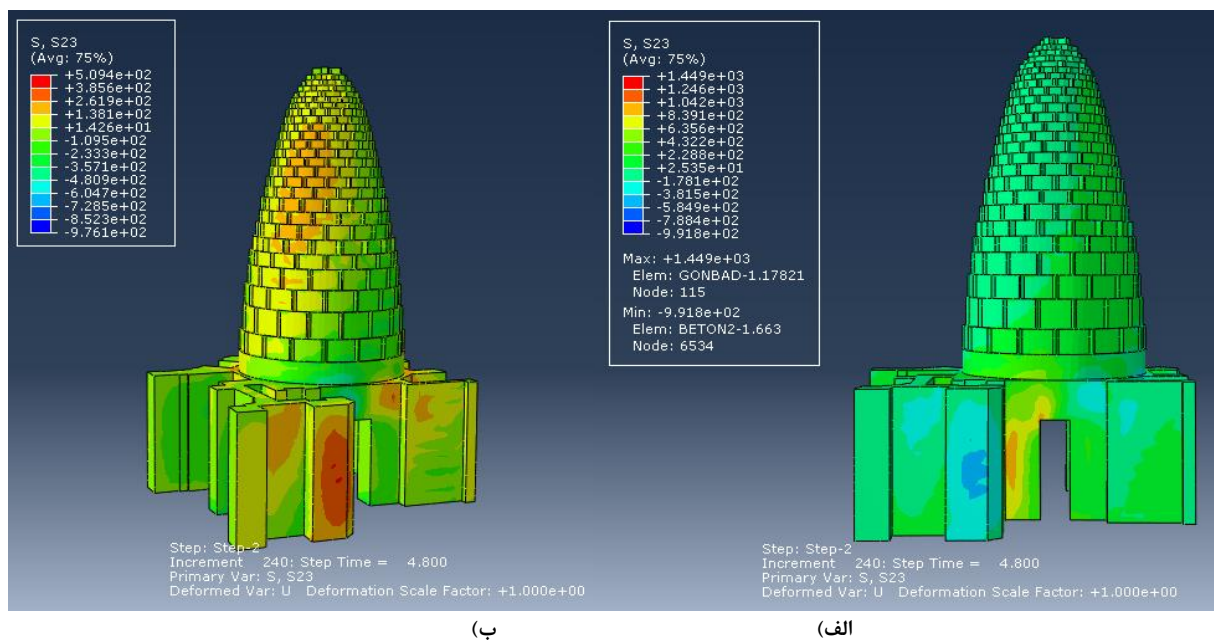 S, S23
(Avg: 75%)
+5.094e+02
+3.856e+02
+2.619e+02
+1.381e+02
+1.426e+01
-1.095e+02
-2.333e+02
-3.571e+02
-4.809e+02
-6.047e+02
-7.285e+02
-8.523e+02
-9.761e+02
Step: Step-2
Increment 240: Step Time = 4.800
Primary Var: S, S23
Deformed Var: U Deformation Scale Factor: +1.000e+00
S, S23
(Avg: 75%)
+1.449e+03
+1.246e+03
+1.042e+03
+8.391e+02
+6.356e+02
+4.322e+02
+2.288e+02
+2.535e+01
-1.781e+02
-3.815e+02
-5.849e+02
-7.884e+02
-9.918e+02
Max: +1.449e+03
Elem: GONBAD-1.17821
Node: 115
Min: -9.918e+02
Elem: BETON2-1.663
Node: 6534
Step: Step-2
Increment 240: Step Time = 4.800
Primary Var: S, S23
Deformed Var: U Deformation Scale Factor: +1.000e+00
الف) ب)